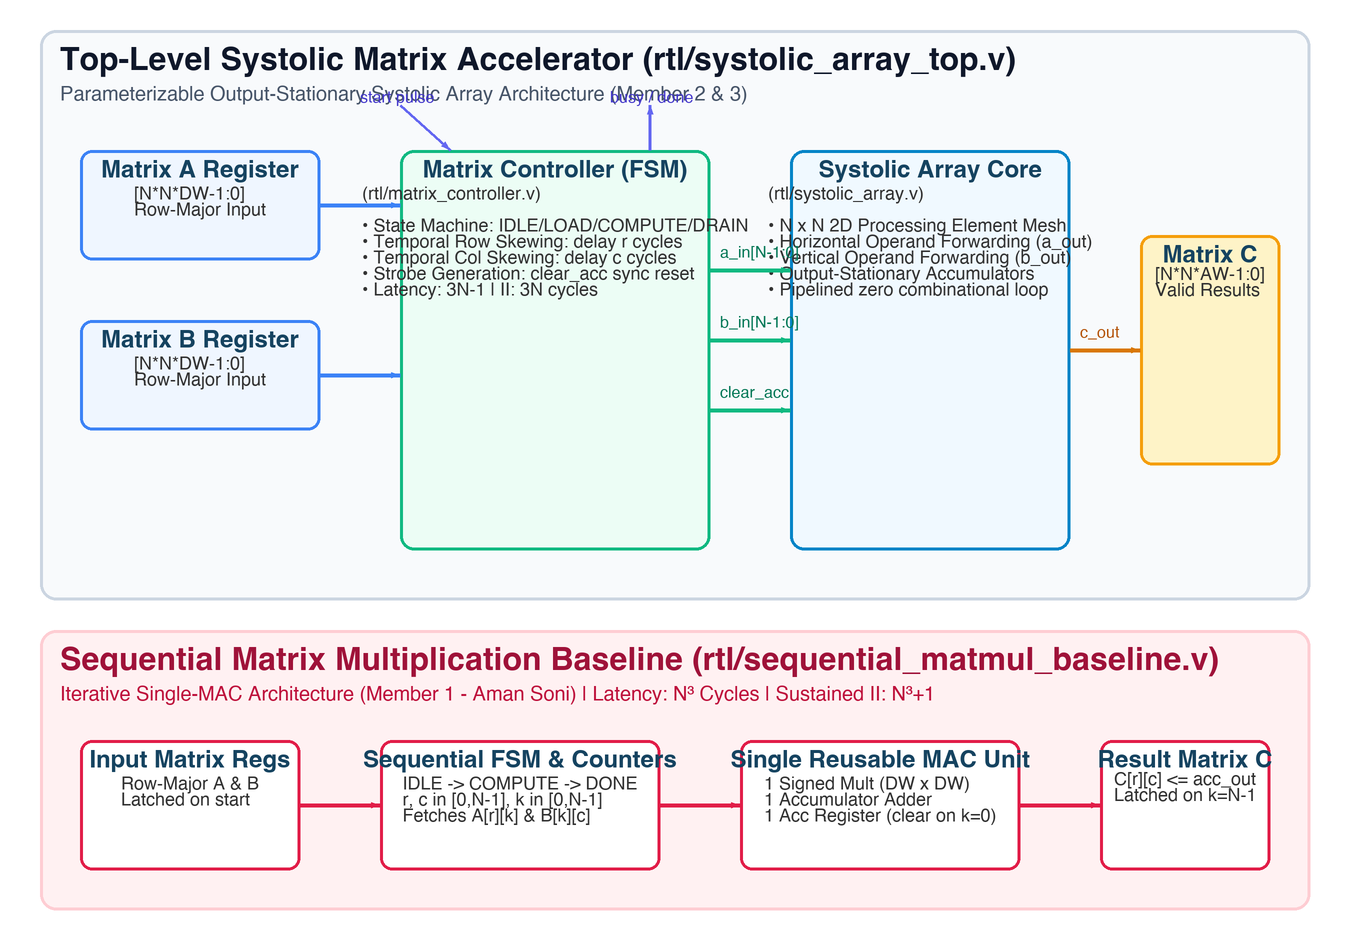 Top-Level Systolic Matrix Accelerator (rtl/systolic_array_top.v)
Parameterizable Output-Stationary Systolic Array Architecture (Member 2 & 3)
start pulse
busy / done
Matrix A Register
[N*N*DW-1:0]
Row-Major Input
Matrix B Register
[N*N*DW-1:0]
Row-Major Input
Matrix Controller (FSM)
(rtl/matrix_controller.v)
• State Machine: IDLE/LOAD/COMPUTE/DRAIN
• Temporal Row Skewing: delay r cycles
• Temporal Col Skewing: delay c cycles
• Strobe Generation: clear_acc sync reset
• Latency: 3N-1 | II: 3N cycles
a_in[N-1:0]
b_in[N-1:0]
clear_acc
Systolic Array Core
(rtl/systolic_array.v)
• N x N 2D Processing Element Mesh
• Horizontal Operand Forwarding (a_out)
• Vertical Operand Forwarding (b_out)
• Output-Stationary Accumulators
• Pipelined zero combinational loop
c_out
Matrix C
[N*N*AW-1:0]
Valid Results
Sequential Matrix Multiplication Baseline (rtl/sequential_matmul_baseline.v)
Iterative Single-MAC Architecture (Member 1 - Aman Soni) | Latency: N³ Cycles | Sustained II: N³+1
Input Matrix Regs
Row-Major A & B
Latched on start
Sequential FSM & Counters
IDLE -> COMPUTE -> DONE
r, c in [0,N-1], k in [0,N-1]
Fetches A[r][k] & B[k][c]
Single Reusable MAC Unit
1 Signed Mult (DW x DW)
1 Accumulator Adder
1 Acc Register (clear on k=0)
Result Matrix C
C[r][c] <= acc_out
Latched on k=N-1